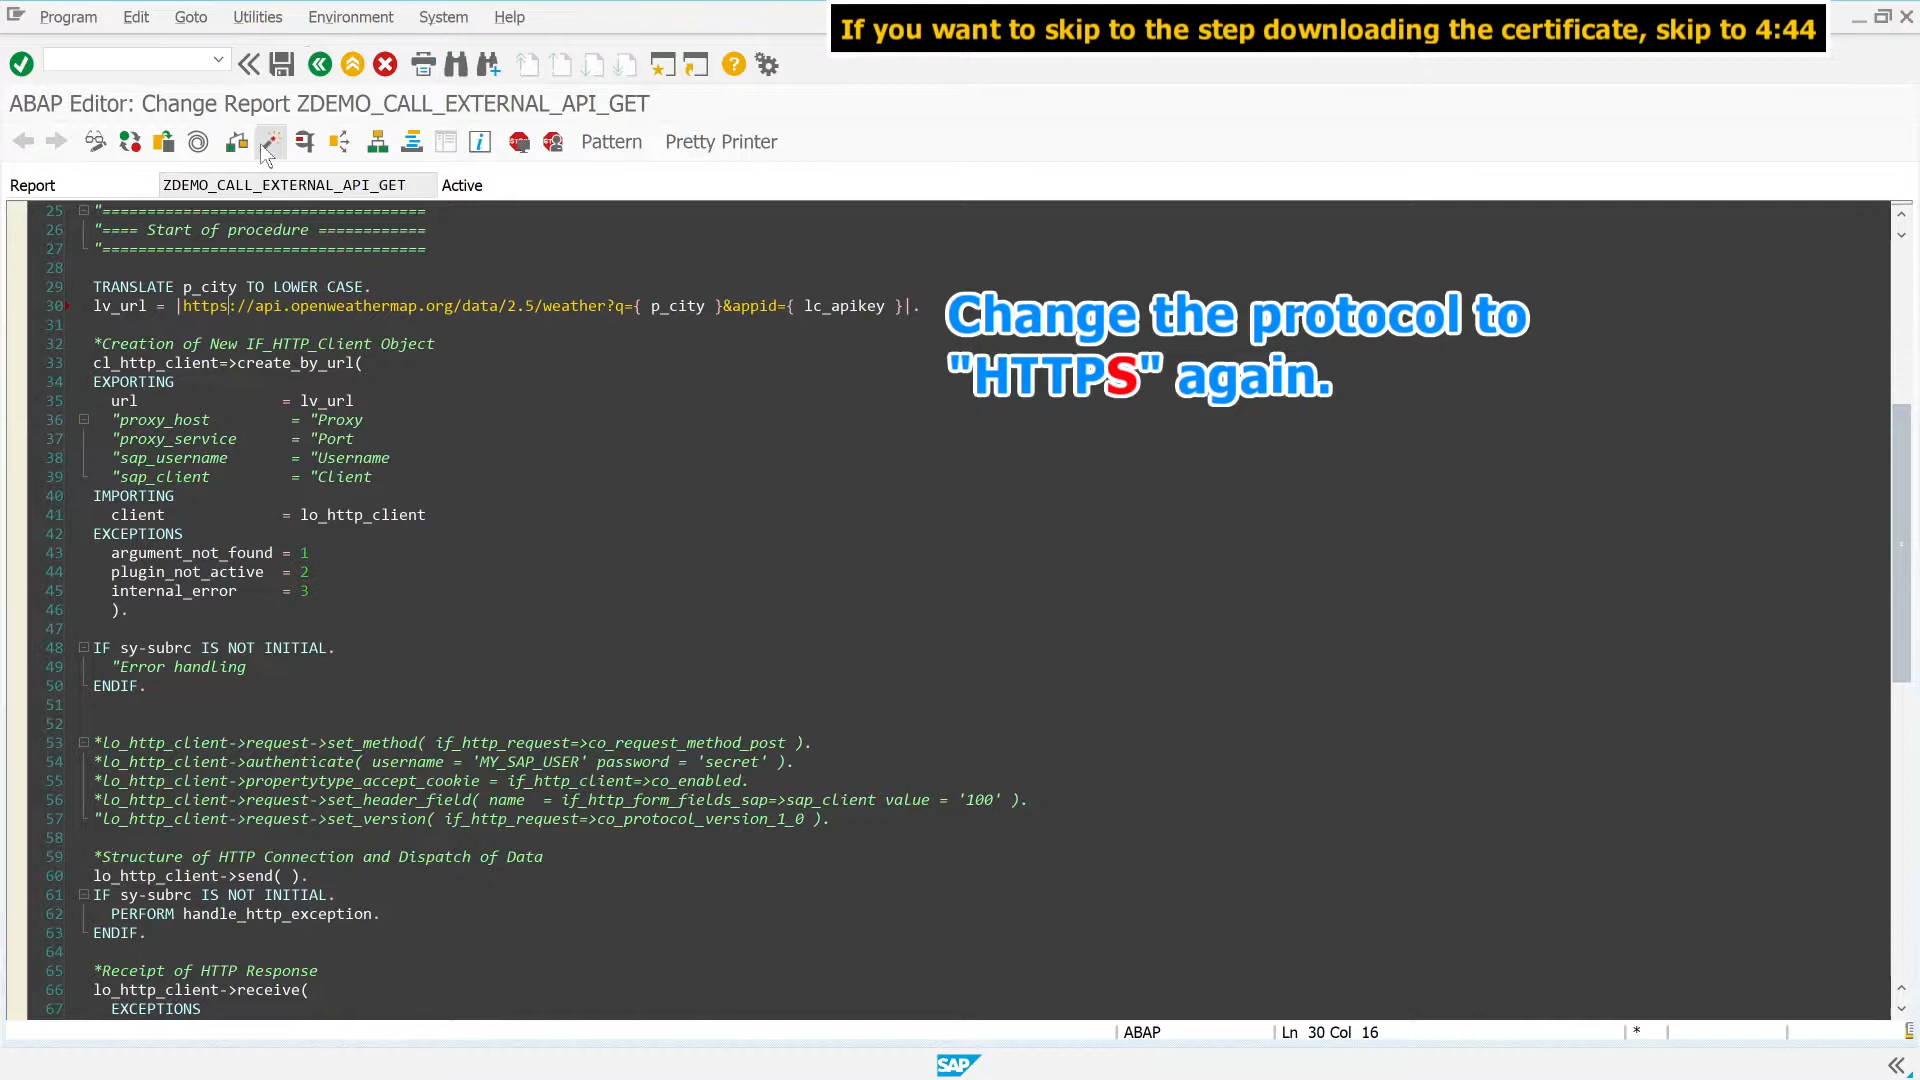 Program Edit Goto Utilities Environment System Help
If you want to skip to the step downloading the certificate, skip to 4:44
ABAP Editor: Change Report ZDEMO_CALL_EXTERNAL_API_GET
Pattern Pretty Printer
Report ZDEMO_CALL_EXTERNAL_API_GET Active
25 "====================================
26 "==== Start of procedure ============
27 "====================================
28
29 TRANSLATE p_city TO LOWER CASE.
30 lv_url = |https://api.openweathermap.org/data/2.5/weather?q={ p_city }&appid={ lc_apikey }|.
Change the protocol to
"HTTPS" again.
31
32 *Creation of New IF_HTTP_Client Object
33 cl_http_client=>create_by_url(
34 EXPORTING
35 url = lv_url
36 "proxy_host = "Proxy
37 "proxy_service = "Port
38 "sap_username = "Username
39 "sap_client = "Client
40 IMPORTING
41 client = lo_http_client
42 EXCEPTIONS
43 argument_not_found = 1
44 plugin_not_active = 2
45 internal_error = 3
46 ).
47
48 IF sy-subrc IS NOT INITIAL.
49 "Error handling
50 ENDIF.
51
52
53 *lo_http_client->request->set_method( if_http_request=>co_request_method_post ).
54 *lo_http_client->authenticate( username = 'MY_SAP_USER' password = 'secret' ).
55 *lo_http_client->propertytype_accept_cookie = if_http_client=>co_enabled.
56 *lo_http_client->request->set_header_field( name = if_http_form_fields_sap=>sap_client value = '100' ).
57 "lo_http_client->request->set_version( if_http_request=>co_protocol_version_1_0 ).
58
59 *Structure of HTTP Connection and Dispatch of Data
60 lo_http_client->send( ).
61 IF sy-subrc IS NOT INITIAL.
62 PERFORM handle_http_exception.
63 ENDIF.
64
65 *Receipt of HTTP Response
66 lo_http_client->receive(
67 EXCEPTIONS
ABAP Ln 30 Col 16 *
SAP